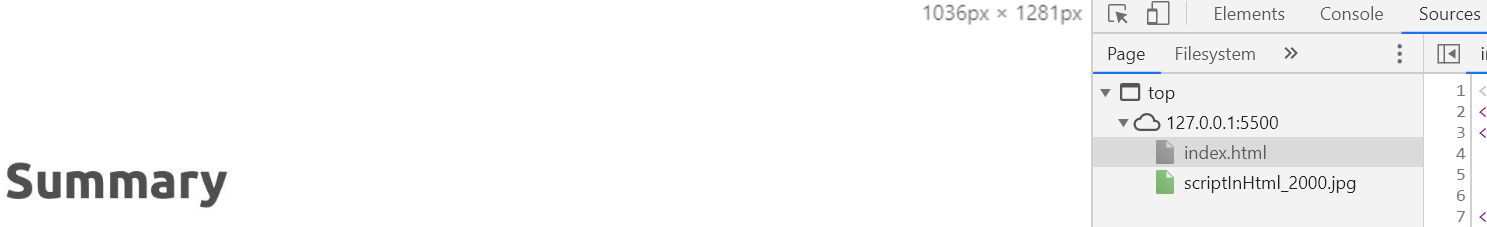 1036px × 1281px
Elements Console Sources
Page Filesystem
top
127.0.0.1:5500
index.html
scriptInHtml_2000.jpg
Summary
1 <
2 <
3 <
4
5
6
7 <